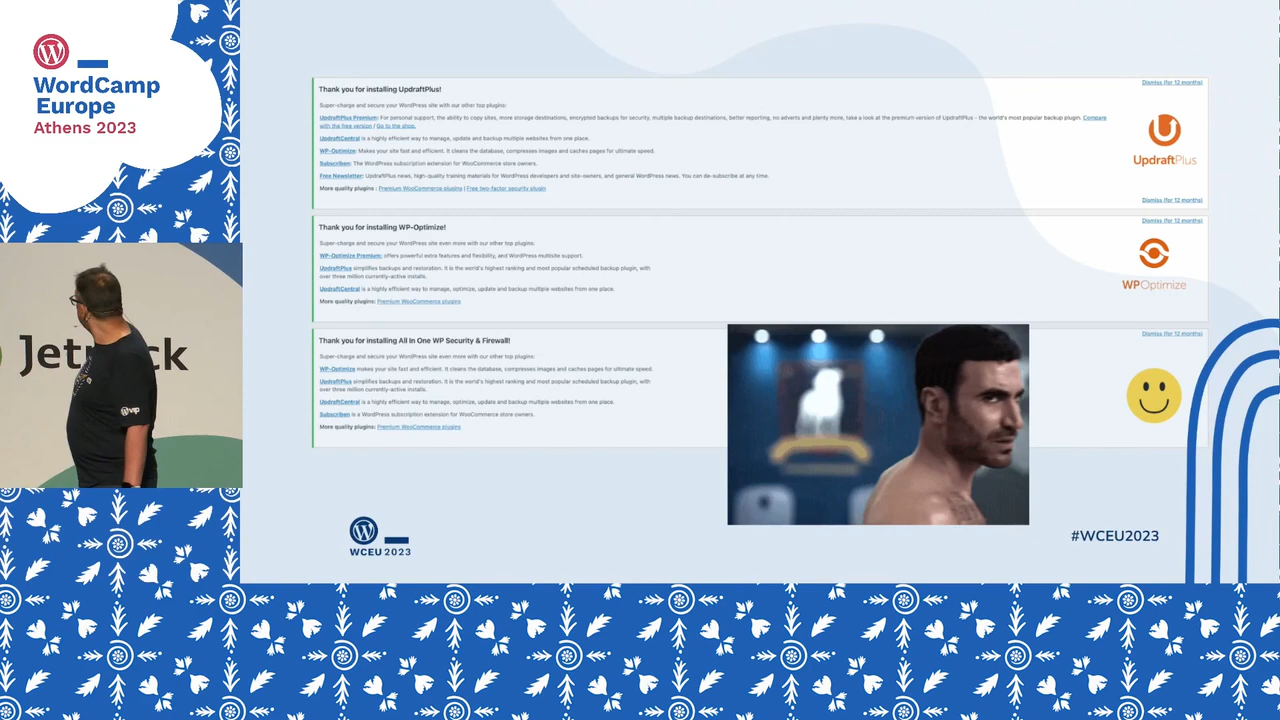 WordCamp
Europe
Athens 2023
Jetp ck
vip
Dismiss (for 12 months)
Thank you for installing UpdraftPlus!
Super-charge and secure your WordPress site with our other top plugins:
UpdraftPlus Premium: For personal support, the ability to copy sites, more storage destinations, encrypted backups for security, multiple backup destinations, better reporting, no adverts and plenty more, take a look at the premium version of UpdraftPlus - the world's most popular backup plugin. Compare
with the free version / Go to the shop.
UpdraftCentral is a highly efficient way to manage, update and backup multiple websites from one place.
WP-Optimize: Makes your site fast and efficient. It cleans the database, compresses images and caches pages for ultimate speed.
Subscriben: The WordPress subscription extension for WooCommerce store owners.
Free Newsletter: UpdraftPlus news, high-quality training materials for WordPress developers and site-owners, and general WordPress news. You can de-subscribe at any time.
More quality plugins : Premium WooCommerce plugins | Free two-factor security plugin
UpdraftPlus
Dismiss (for 12 months)
Dismiss (for 12 months)
Thank you for installing WP-Optimize!
Super-charge and secure your WordPress site even more with our other top plugins:
WP-Optimize Premium: offers powerful extra features and flexibility, and WordPress multisite support.
UpdraftPlus simplifies backups and restoration. It is the world's highest ranking and most popular scheduled backup plugin, with
over three million currently-active installs.
UpdraftCentral is a highly efficient way to manage, optimize, update and backup multiple websites from one place.
More quality plugins: Premium WooCommerce plugins
WPOptimize
Dismiss (for 12 months)
Thank you for installing All In One WP Security & Firewall!
Super-charge and secure your WordPress site even more with our other top plugins:
WP-Optimize makes your site fast and efficient. It cleans the database, compresses images and caches pages for ultimate speed.
UpdraftPlus simplifies backups and restoration. It is the world's highest ranking and most popular scheduled backup plugin, with
over three million currently-active installs.
UpdraftCentral is a highly efficient way to manage, optimize, update and backup multiple websites from one place.
Subscriben is a WordPress subscription extension for WooCommerce store owners.
More quality plugins: Premium WooCommerce plugins
WCEU 2023
#WCEU2023